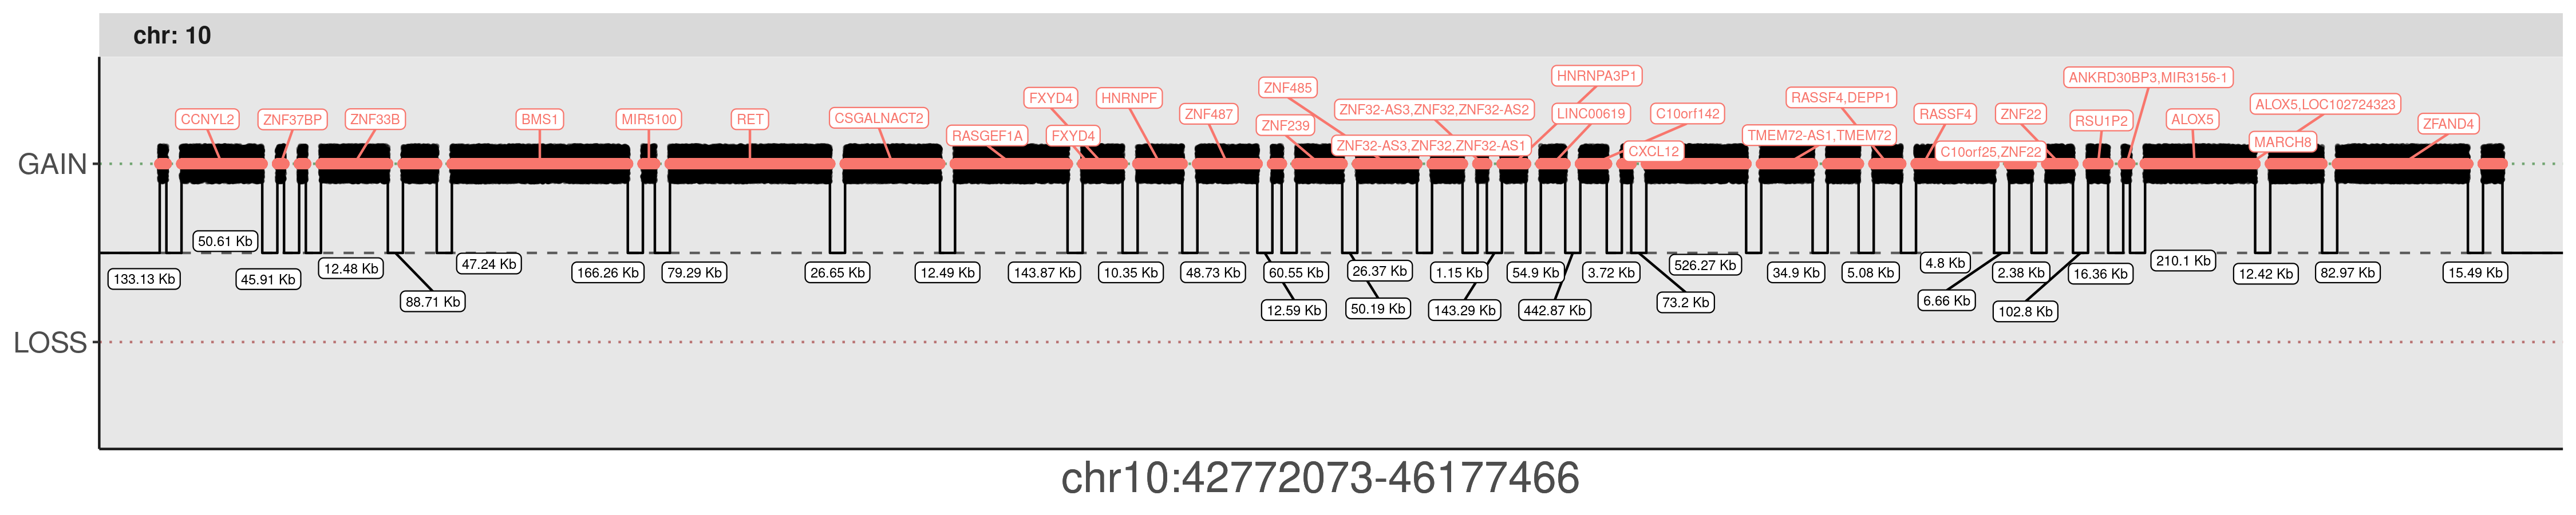 chr: 10
HNRNPA3P1
ANKRD30BP3,MIR3156-1
ZNF485
FXYD4
HNRNPF
RASSF4,DEPP1
ZNF32-AS3,ZNF32,ZNF32-AS2
ALOX5,LOC102724323
CCNYL2
ZNF37BP
ZNF33B
BMS1
MIR5100
RET
CSGALNACT2
ZNF487
LINC00619
C10orf142
RASSF4
ZNF22
RSU1P2
ALOX5
ZFAND4
RASGEF1A
FXYD4
ZNF239
ZNF32-AS3,ZNF32,ZNF32-AS1
CXCL12
TMEM72-AS1,TMEM72
C10orf25,ZNF22
MARCH8
GAIN
50.61 Kb
133.13 Kb
45.91 Kb
12.48 Kb
88.71 Kb
47.24 Kb
166.26 Kb
79.29 Kb
26.65 Kb
12.49 Kb
143.87 Kb
10.35 Kb
48.73 Kb
60.55 Kb
12.59 Kb
26.37 Kb
50.19 Kb
1.15 Kb
143.29 Kb
54.9 Kb
442.87 Kb
3.72 Kb
73.2 Kb
526.27 Kb
34.9 Kb
5.08 Kb
4.8 Kb
6.66 Kb
2.38 Kb
102.8 Kb
16.36 Kb
210.1 Kb
12.42 Kb
82.97 Kb
15.49 Kb
LOSS
chr10:42772073-46177466